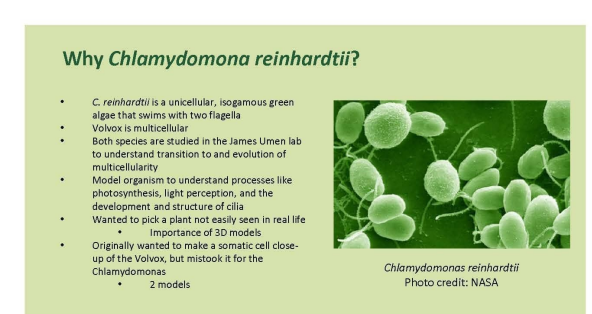 Why Chlamydomona reinhardtii?
• C. reinhardtii is a unicellular, isogamous green
algae that swims with two flagella
• Volvox is multicellular
• Both species are studied in the James Umen lab
to understand transition to and evolution of
multicellularity
• Model organism to understand processes like
photosynthesis, light perception, and the
development and structure of cilia
• Wanted to pick a plant not easily seen in real life
• Importance of 3D models
• Originally wanted to make a somatic cell close-
up of the Volvox, but mistook it for the
Chlamydomonas
• 2 models
Chlamydomonas reinhardtii
Photo credit: NASA